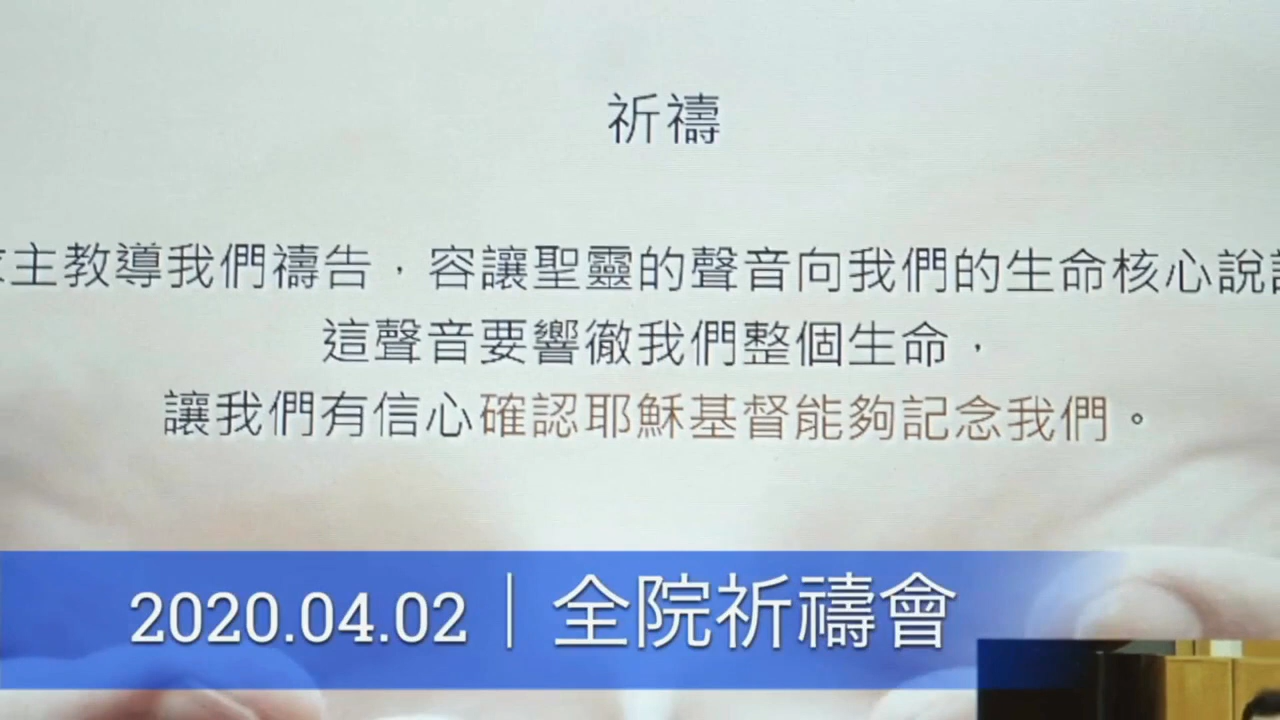 祈禱
主教導我們禱告，容讓聖靈的聲音向我們的生命核心說
這聲音要響徹我們整個生命，
讓我們有信心確認耶穌基督能夠記念我們。
2020.04.02｜全院祈禱會